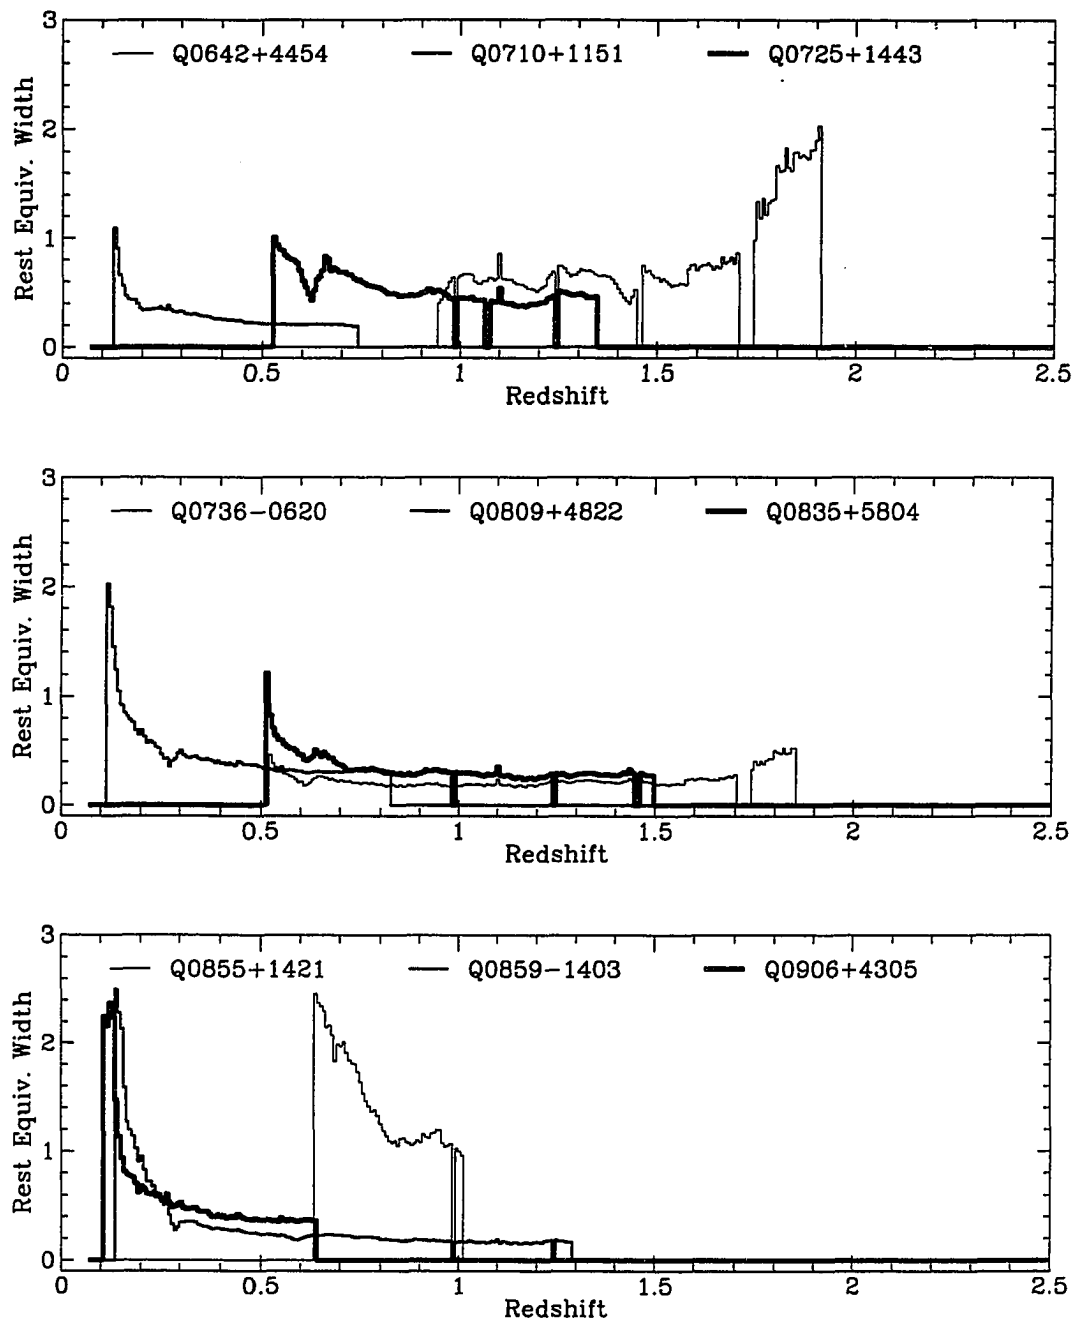 3
Q0642+4454 Q0710+1151 Q0725+1443
Rest Equiv. Width
2
1
0
0 0.5 1 1.5 2 2.5
Redshift
3
Q0736-0620 Q0809+4822 Q0835+5804
Rest Equiv. Width
2
1
0
0 0.5 1 1.5 2 2.5
Redshift
3
Q0855+1421 Q0859-1403 Q0906+4305
Rest Equiv. Width
2
1
0
0 0.5 1 1.5 2 2.5
Redshift